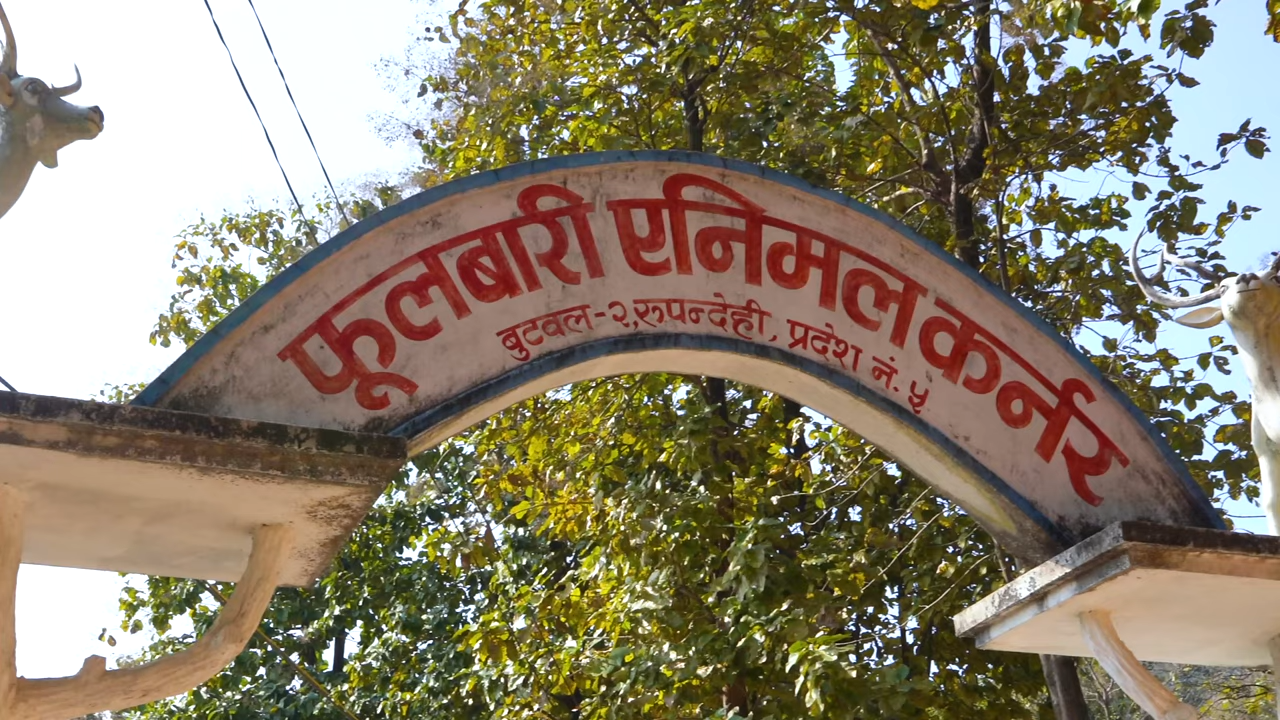 फूलबारी एनिमल कर्नर
बुटवल-२,रुपन्देही, प्रदेश नं. ५